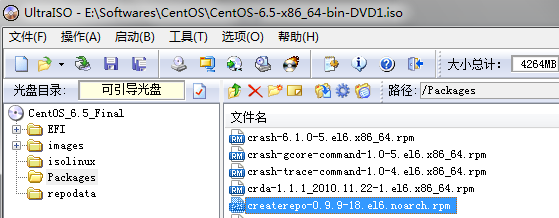 UltraISO - E:\Softwares\CentOS\CentOS-6.5-x86_64-bin-DVD1.iso
文件(F) 操作(A) 启动(B) 工具(T) 选项(O) 帮助(H)
大小总计: 4264MB
光盘目录: 可引导光盘 路径: /Packages
CentOS_6.5_Final
EFI
images
isolinux
Packages
repodata
文件名
crash-6.1.0-5.el6.x86_64.rpm
crash-gcore-command-1.0-5.el6.x86_64.rpm
crash-trace-command-1.0-4.el6.x86_64.rpm
crda-1.1.1_2010.11.22-1.el6.x86_64.rpm
createrepo-0.9.9-18.el6.noarch.rpm